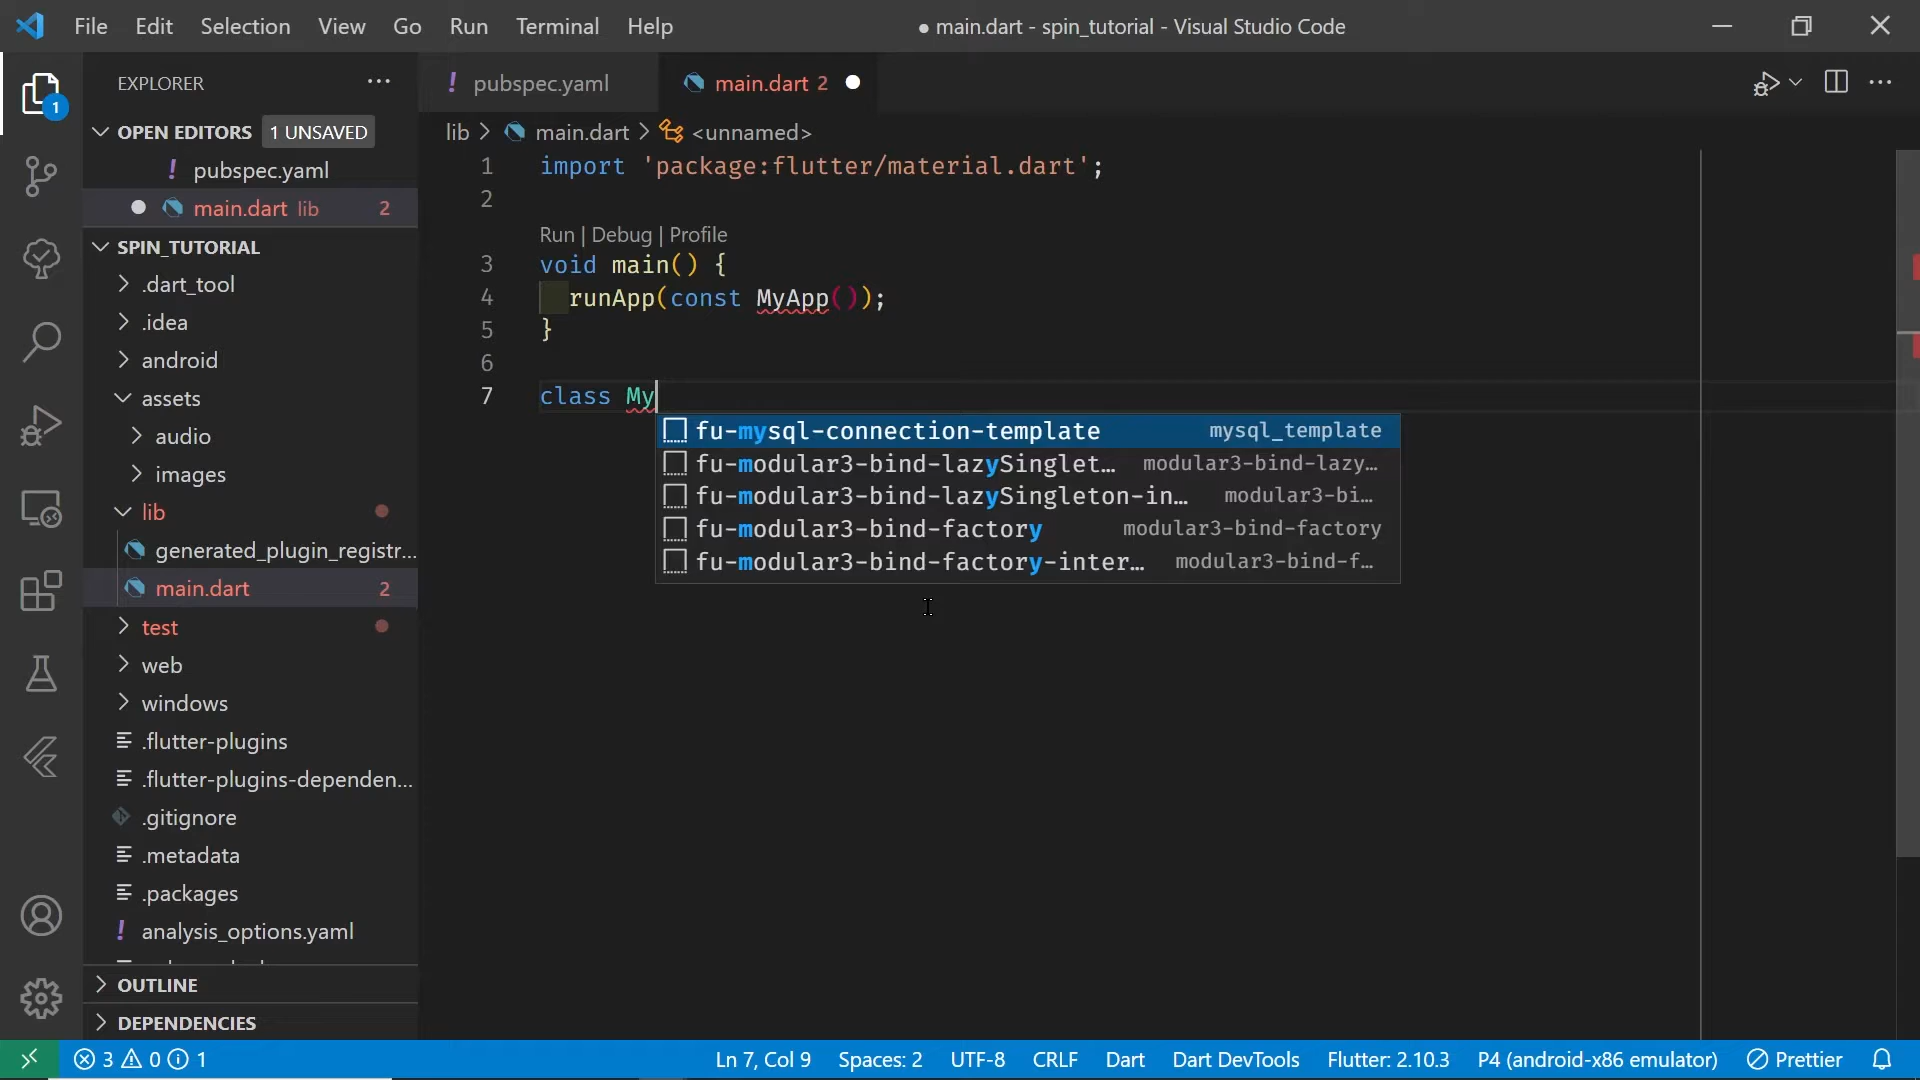 File Edit Selection View Go Run Terminal Help
● main.dart - spin_tutorial - Visual Studio Code
EXPLORER
OPEN EDITORS 1 UNSAVED
! pubspec.yaml
main.dart lib 2
SPIN_TUTORIAL
.dart_tool
.idea
android
assets
audio
images
lib
generated_plugin_registr...
main.dart 2
test
web
windows
.flutter-plugins
.flutter-plugins-dependen...
.gitignore
.metadata
.packages
! analysis_options.yaml
OUTLINE
DEPENDENCIES
1
! pubspec.yaml
main.dart 2
lib > main.dart > <unnamed>
1 import 'package:flutter/material.dart';
2
Run | Debug | Profile
3 void main() {
4 runApp(const MyApp());
5 }
6
7 class My
fu-mysql-connection-template mysql_template
fu-modular3-bind-lazySinglet... modular3-bind-lazy...
fu-modular3-bind-lazySingleton-in... modular3-bi...
fu-modular3-bind-factory modular3-bind-factory
fu-modular3-bind-factory-inter... modular3-bind-f...
3 0 1
Ln 7, Col 9 Spaces: 2 UTF-8 CRLF Dart Dart DevTools Flutter: 2.10.3 P4 (android-x86 emulator) Prettier